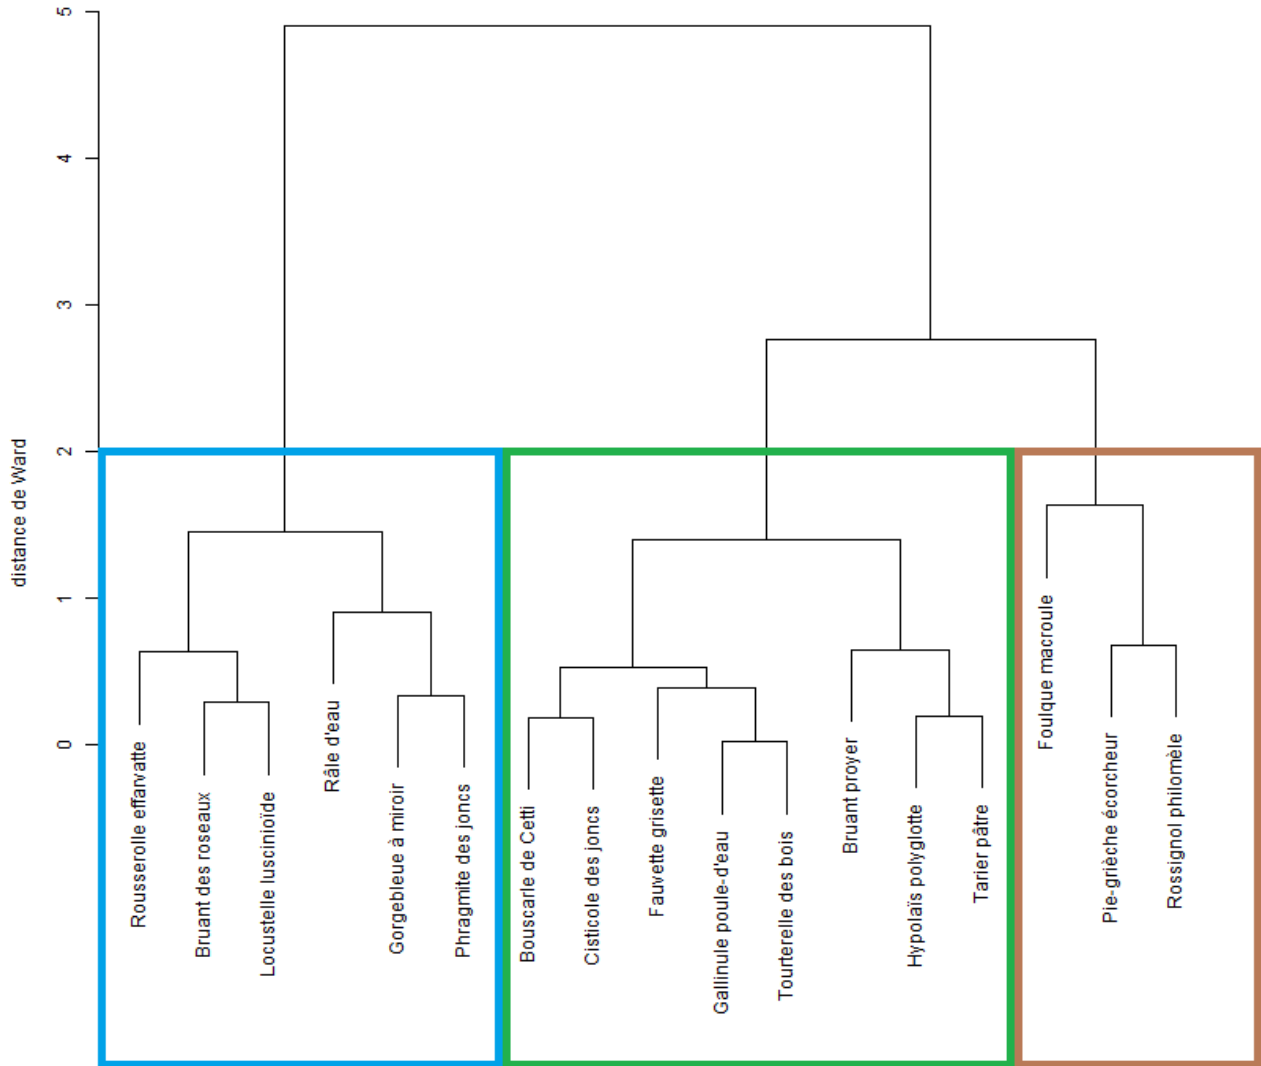 5
4
3
2
1
0
distance de Ward
Rousserolle effarvatte
Bruant des roseaux
Locustelle luscinioïde
Râle d'eau
Gorgebleue à miroir
Phragmite des joncs
Bouscarle de Cetti
Cisticole des joncs
Fauvette grisette
Gallinule poule-d'eau
Tourterelle des bois
Bruant proyer
Hypolaïs polyglotte
Tarier pâtre
Foulque macroule
Pie-grièche écorcheur
Rossignol philomèle